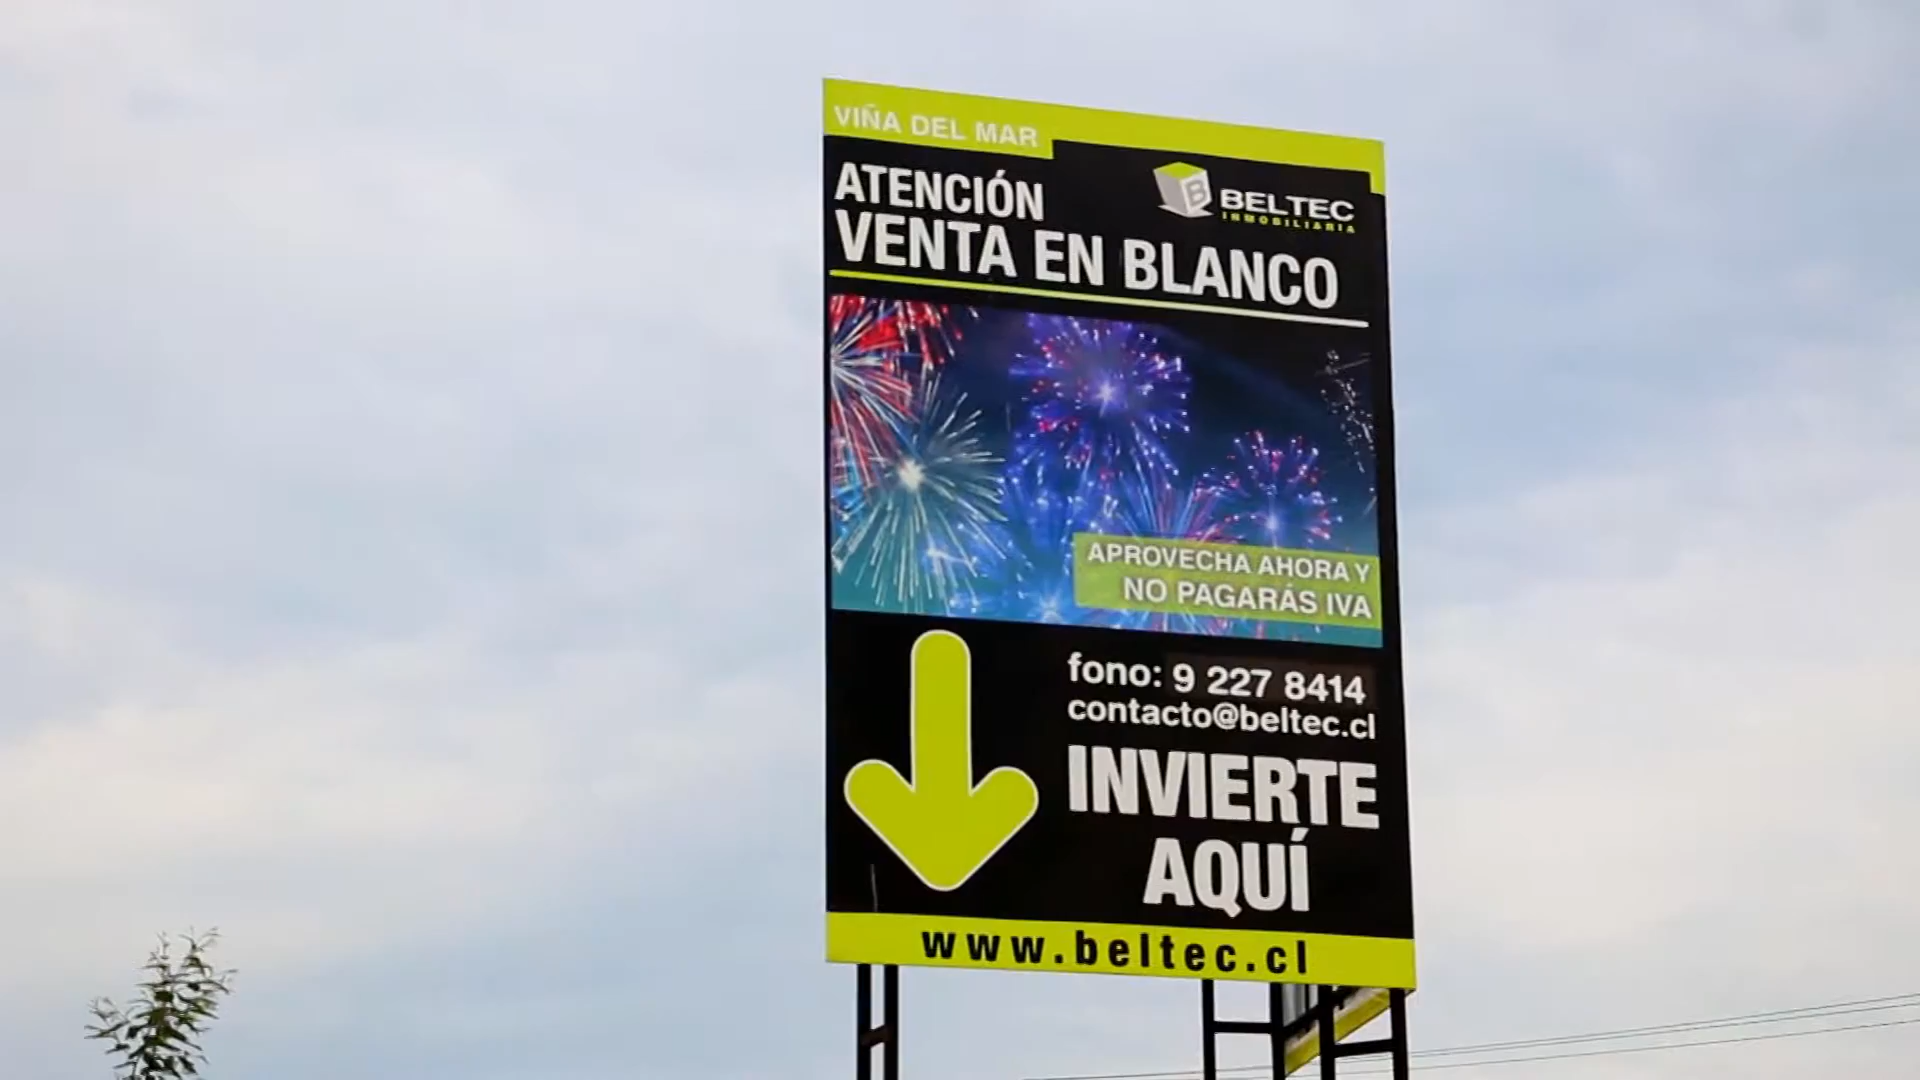 VIÑA DEL MAR
BELTEC
INMOBILIARIA
ATENCIÓN
VENTA EN BLANCO
APROVECHA AHORA Y
NO PAGARÁS IVA
fono: 9 227 8414
contacto@beltec.cl
INVIERTE
AQUÍ
www.beltec.cl